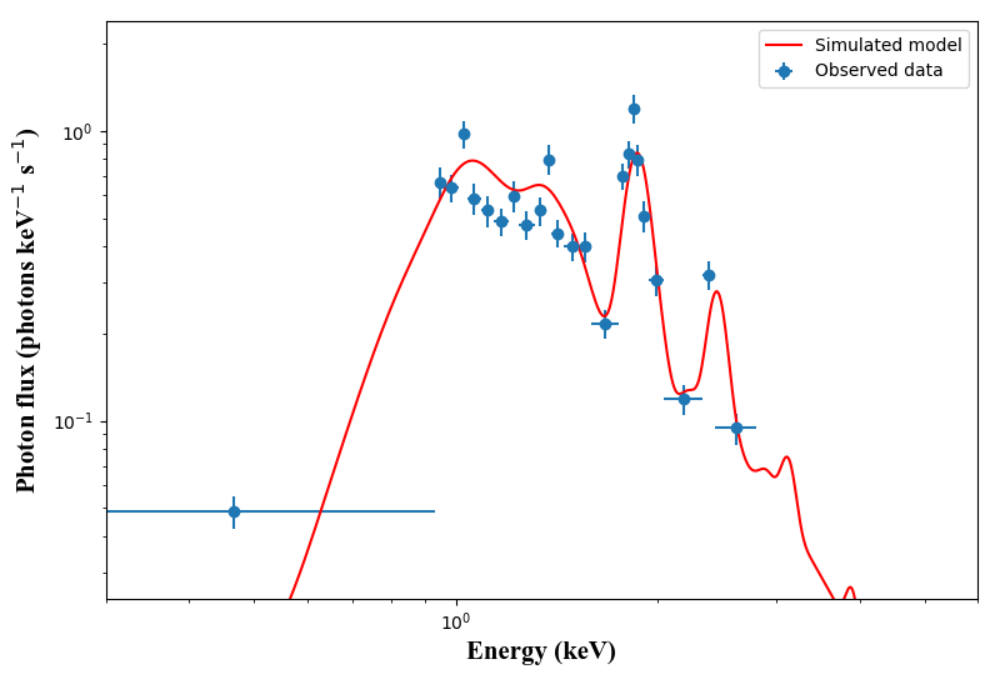 Simulated model
Observed data
10⁰
10⁻¹
Photon flux (photons keV⁻¹ s⁻¹)
10⁰
Energy (keV)